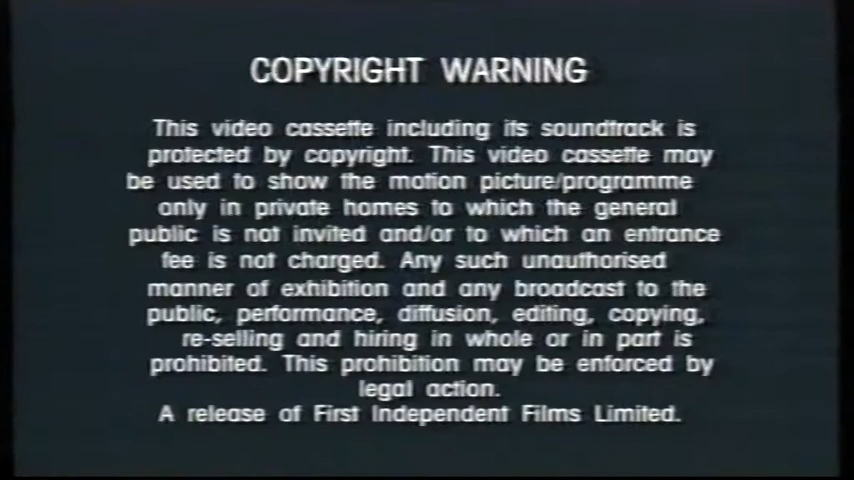 COPYRIGHT WARNING
This video cassette including its soundtrack is
protected by copyright. This video cassette may
be used to show the motion picture/programme
only in private homes to which the general
public is not invited and/or to which an entrance
fee is not charged. Any such unauthorised
manner of exhibition and any broadcast to the
public, performance, diffusion, editing, copying,
re-selling and hiring in whole or in part is
prohibited. This prohibition may be enforced by
legal action.
A release of First Independent Films Limited.